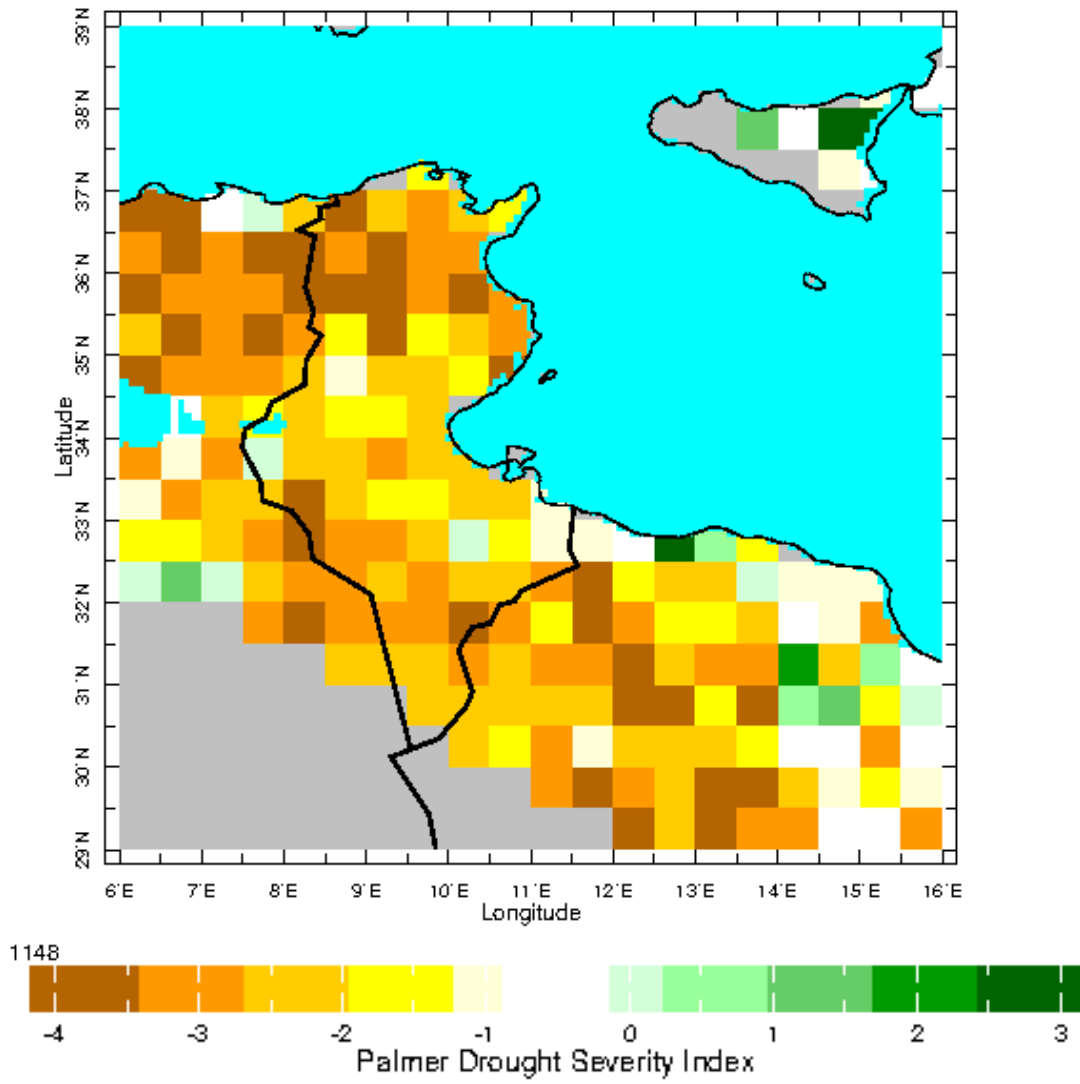 39°N
38°N
37°N
36°N
35°N
34°N
33°N
32°N
31°N
30°N
29°N
Latitude
6°E 7°E 8°E 9°E 10°E 11°E 12°E 13°E 14°E 15°E 16°E
Longitude
1148
-4 -3 -2 -1 0 1 2 3
Palmer Drought Severity Index